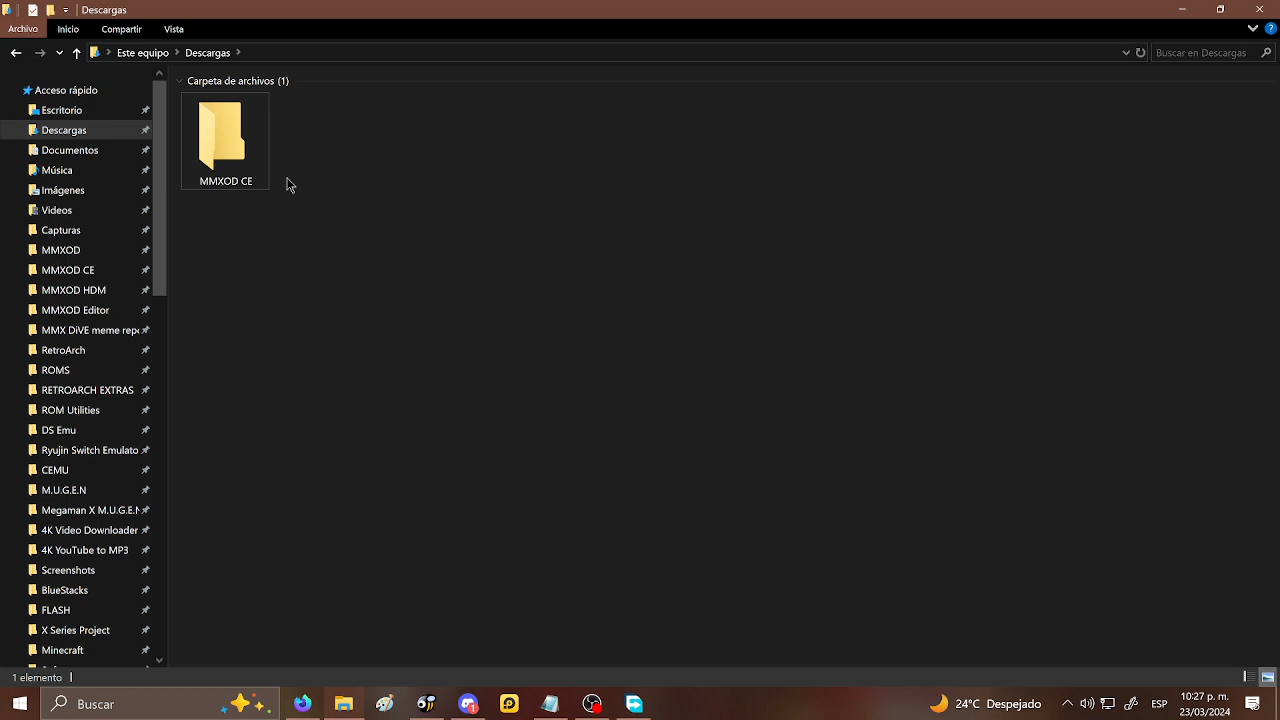 Descargas
Archivo Inicio Compartir Vista
Este equipo Descargas Buscar en Descargas
Carpeta de archivos (1)
MMXOD CE
Acceso rápido
Escritorio
Descargas
Documentos
Música
Imágenes
Videos
Capturas
MMXOD
MMXOD CE
MMXOD HDM
MMXOD Editor
MMX DiVE meme repo
RetroArch
ROMS
RETROARCH EXTRAS
ROM Utilities
DS Emu
Ryujin Switch Emulato
CEMU
M.U.G.E.N
Megaman X M.U.G.E.N
4K Video Downloader
4K YouTube to MP3
Screenshots
BlueStacks
FLASH
X Series Project
Minecraft
1 elemento
Buscar
24°C Despejado
ESP
10:27 p. m.
23/03/2024